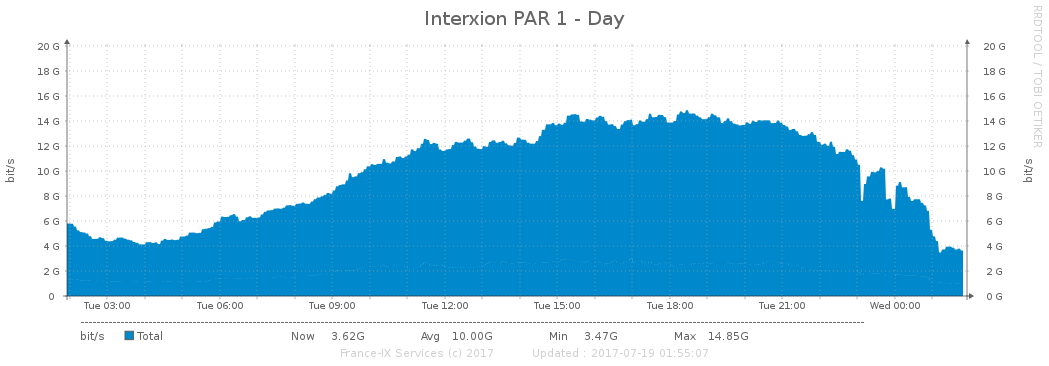 Interxion PAR 1 - Day
RRDTOOL / TOBI OETIKER
20 G 20 G
18 G 18 G
16 G 16 G
14 G 14 G
12 G 12 G
10 G 10 G
8 G 8 G
6 G 6 G
4 G 4 G
2 G 2 G
0 0 G
bit/s
bit/s
Tue 03:00 Tue 06:00 Tue 09:00 Tue 12:00 Tue 15:00 Tue 18:00 Tue 21:00 Wed 00:00
bit/s Total Now 3.62G Avg 10.00G Min 3.47G Max 14.85G
France-IX Services (c) 2017 Updated : 2017-07-19 01:55:07